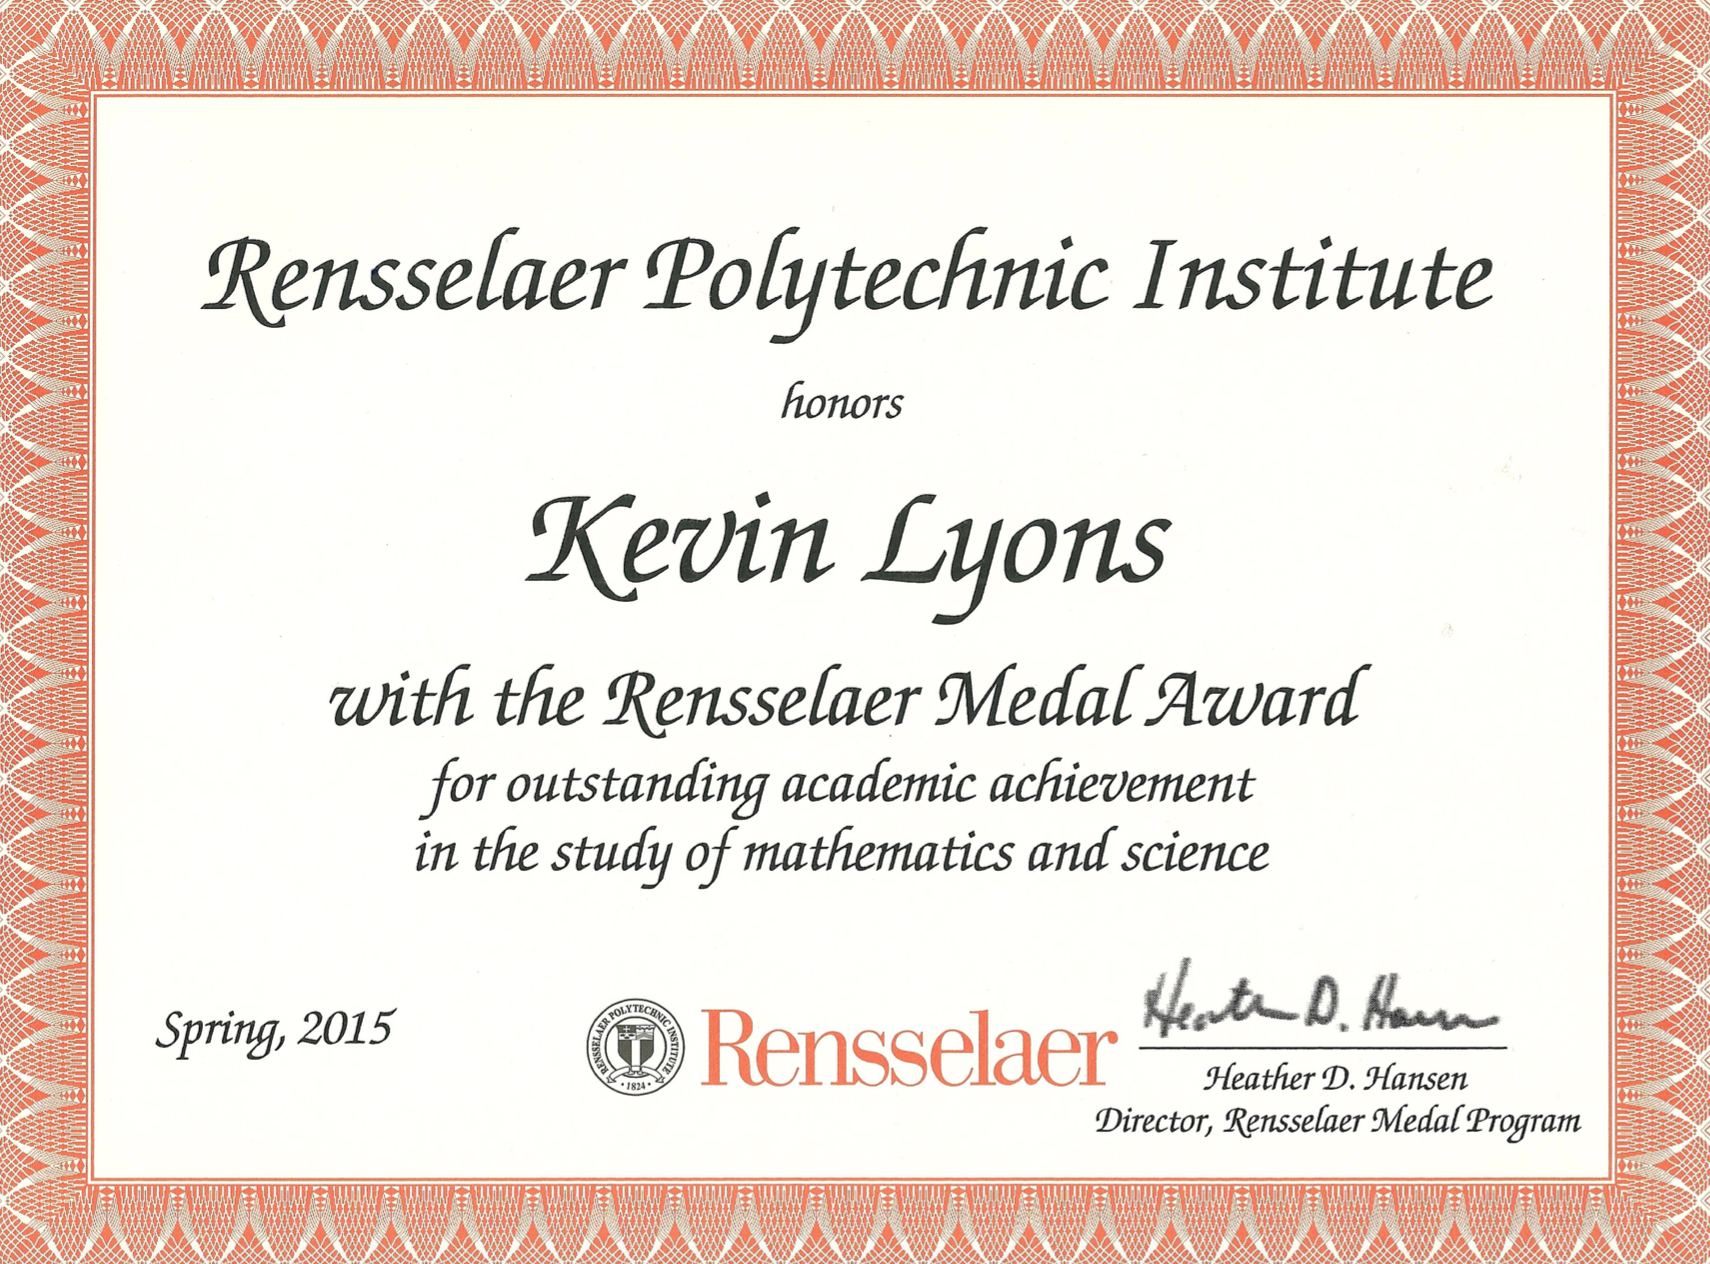 Rensselaer Polytechnic Institute
honors
Kevin Lyons
with the Rensselaer Medal Award
for outstanding academic achievement
in the study of mathematics and science
Spring, 2015
RENSSELAER POLYTECHNIC INSTITUTE
· 1824 ·
Rensselaer
Heather D. Hansen
Heather D. Hansen
Director, Rensselaer Medal Program